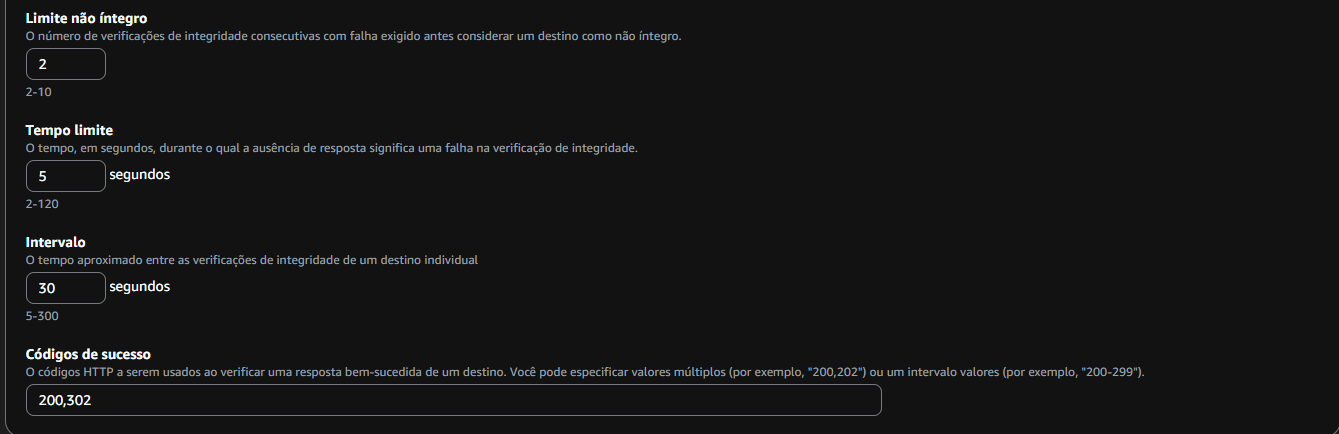 Limite não íntegro
O número de verificações de integridade consecutivas com falha exigido antes considerar um destino como não íntegro.
2
2-10
Tempo limite
O tempo, em segundos, durante o qual a ausência de resposta significa uma falha na verificação de integridade.
5 segundos
2-120
Intervalo
O tempo aproximado entre as verificações de integridade de um destino individual
30 segundos
5-300
Códigos de sucesso
O códigos HTTP a serem usados ao verificar uma resposta bem-sucedida de um destino. Você pode especificar valores múltiplos (por exemplo, "200,202") ou um intervalo valores (por exemplo, "200-299").
200,302